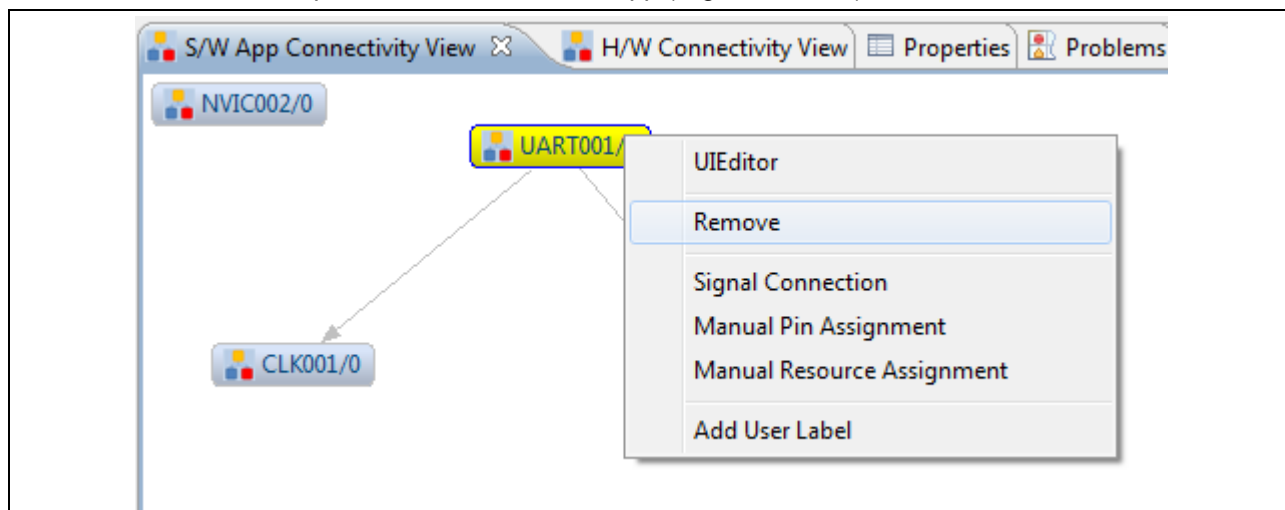 S/W App Connectivity View H/W Connectivity View Properties Problems
NVIC002/0
UART001/
UIEditor
Remove
Signal Connection
Manual Pin Assignment
CLK001/0
Manual Resource Assignment
Add User Label